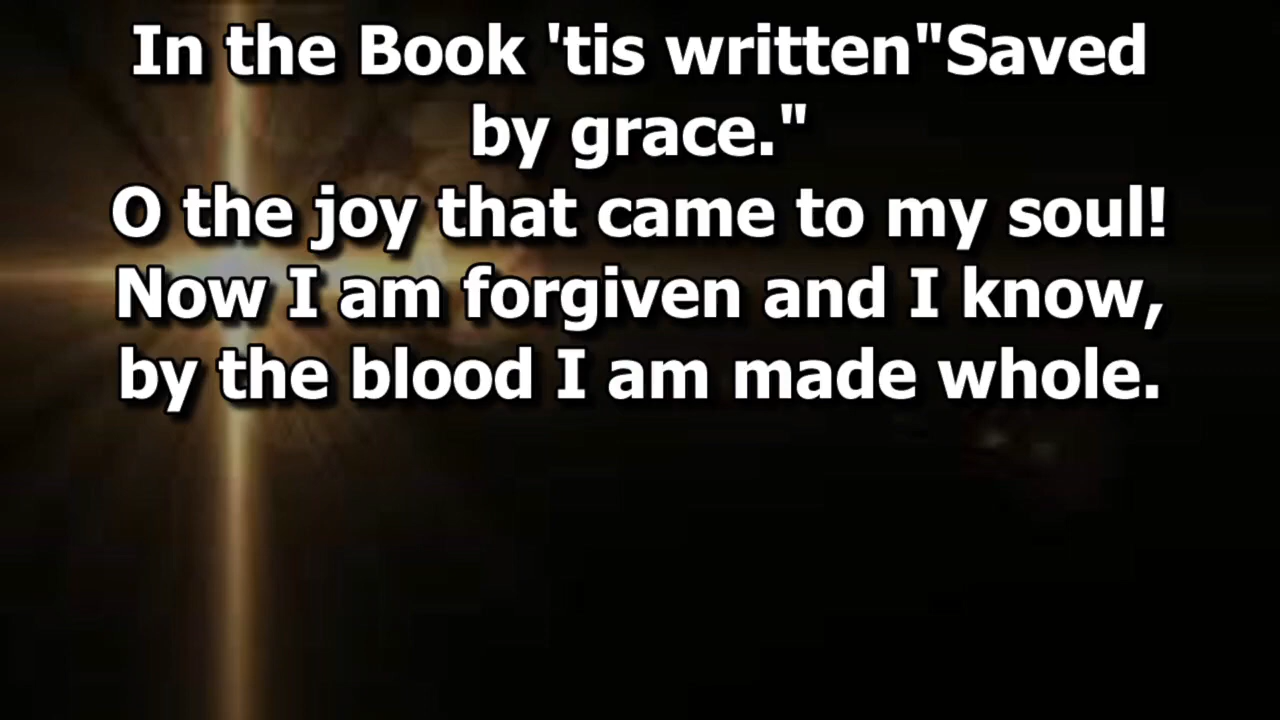 In the Book 'tis written"Saved
by grace."
O the joy that came to my soul!
Now I am forgiven and I know,
by the blood I am made whole.